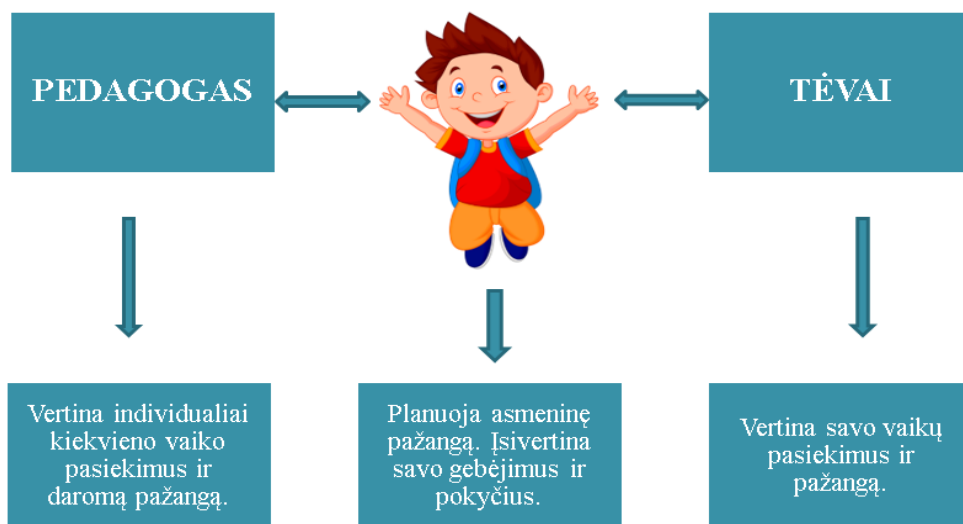 PEDAGOGAS
TĖVAI
Vertina individualiai
kiekvieno vaiko
pasiekimus ir
daromą pažangą.
Planuoja asmeninę
pažangą. Įsivertina
savo gebėjimus ir
pokyčius.
Vertina savo vaikų
pasiekimus ir
pažangą.